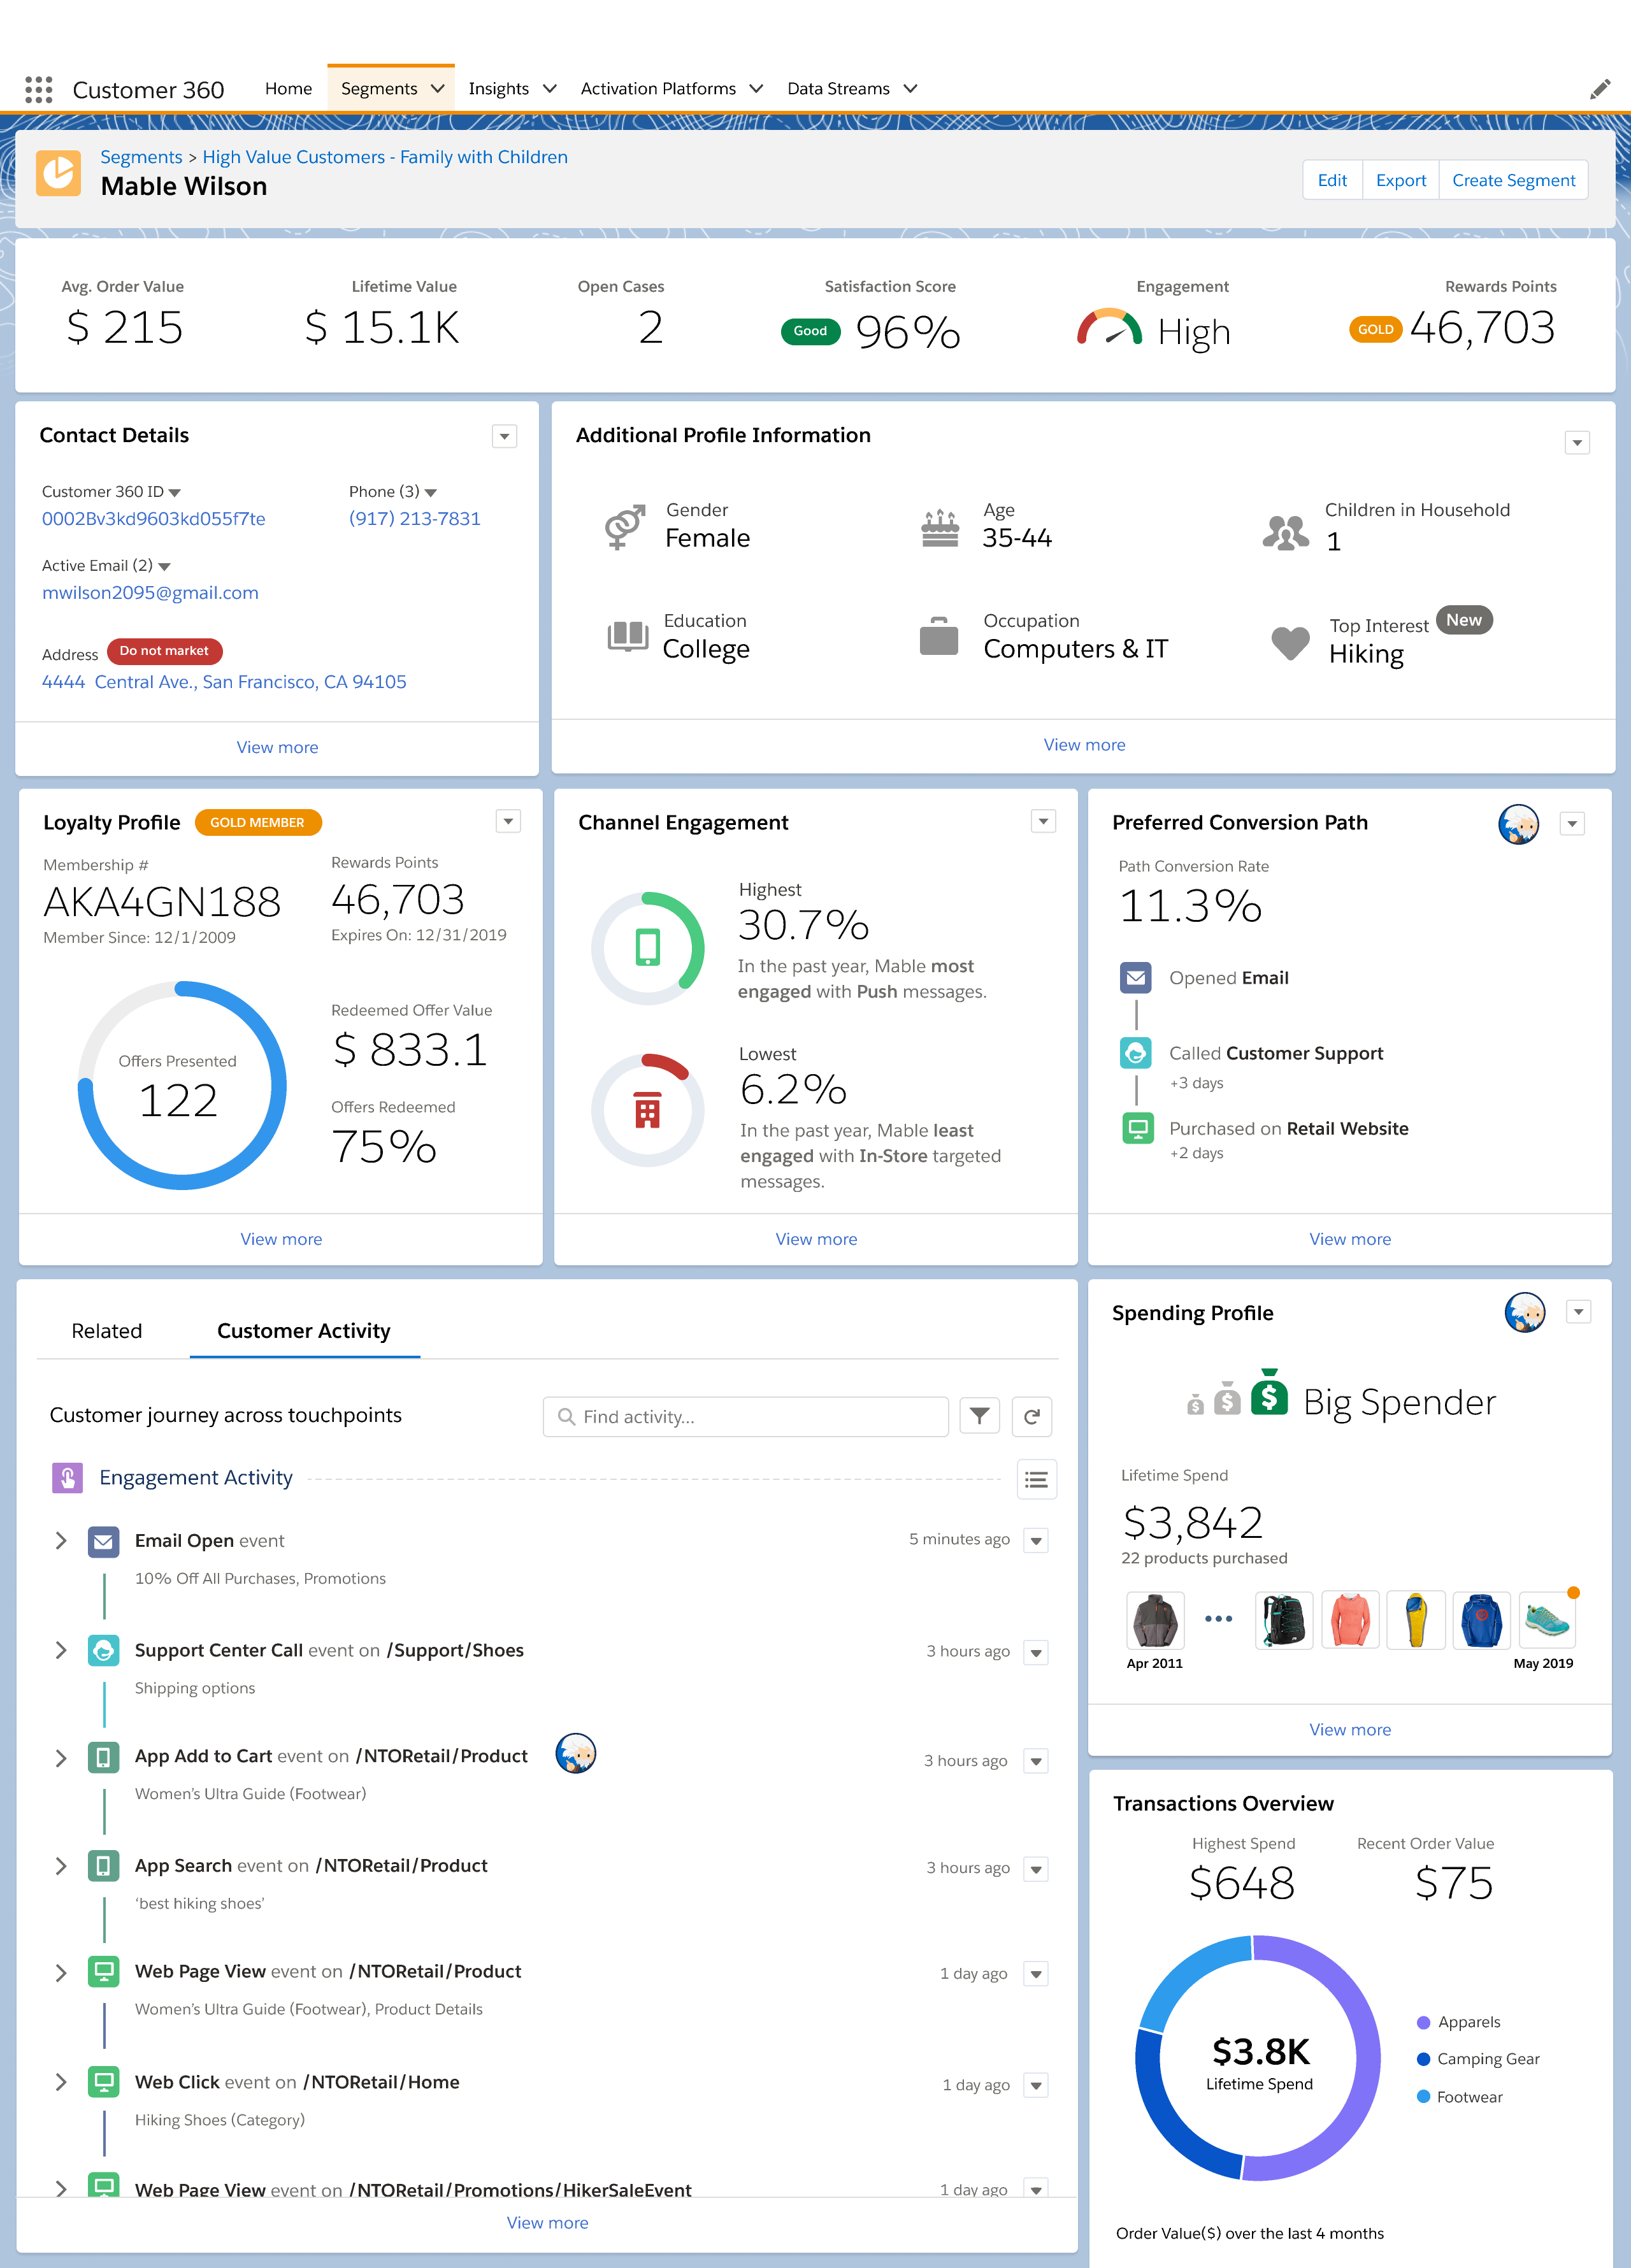 Customer 360
Home
Segments
Insights
Activation Platforms
Data Streams
Segments > High Value Customers - Family with Children
Mable Wilson
Edit
Export
Create Segment
Avg. Order Value
$ 215
Lifetime Value
$ 15.1K
Open Cases
2
Satisfaction Score
Good 96%
Engagement
High
Rewards Points
GOLD 46,703
Contact Details
Customer 360 ID
0002Bv3kd9603kd055f7te
Phone (3)
(917) 213-7831
Active Email (2)
mwilson2095@gmail.com
Address Do not market
4444 Central Ave., San Francisco, CA 94105
View more
Additional Profile Information
Gender
Female
Age
35-44
Children in Household
1
Education
College
Occupation
Computers & IT
Top Interest New
Hiking
View more
Loyalty Profile GOLD MEMBER
Membership #
AKA4GN188
Member Since: 12/1/2009
Rewards Points
46,703
Expires On: 12/31/2019
Offers Presented
122
Redeemed Offer Value
$ 833.1
Offers Redeemed
75%
View more
Channel Engagement
Highest
30.7%
In the past year, Mable most
engaged with Push messages.
Lowest
6.2%
In the past year, Mable least
engaged with In-Store targeted
messages.
View more
Preferred Conversion Path
Path Conversion Rate
11.3%
Opened Email
Called Customer Support
+3 days
Purchased on Retail Website
+2 days
View more
Related
Customer Activity
Customer journey across touchpoints
Find activity...
Engagement Activity
Email Open event
5 minutes ago
10% Off All Purchases, Promotions
Support Center Call event on /Support/Shoes
3 hours ago
Shipping options
App Add to Cart event on /NTORetail/Product
3 hours ago
Women's Ultra Guide (Footwear)
App Search event on /NTORetail/Product
3 hours ago
‘best hiking shoes’
Web Page View event on /NTORetail/Product
1 day ago
Women's Ultra Guide (Footwear), Product Details
Web Click event on /NTORetail/Home
1 day ago
Hiking Shoes (Category)
Web Page View event on /NTORetail/Promotions/HikerSaleEvent
1 day ago
View more
Spending Profile
$ $ $ Big Spender
Lifetime Spend
$3,842
22 products purchased
Apr 2011
May 2019
View more
Transactions Overview
Highest Spend
$648
Recent Order Value
$75
$3.8K
Lifetime Spend
Apparels
Camping Gear
Footwear
Order Value($) over the last 4 months